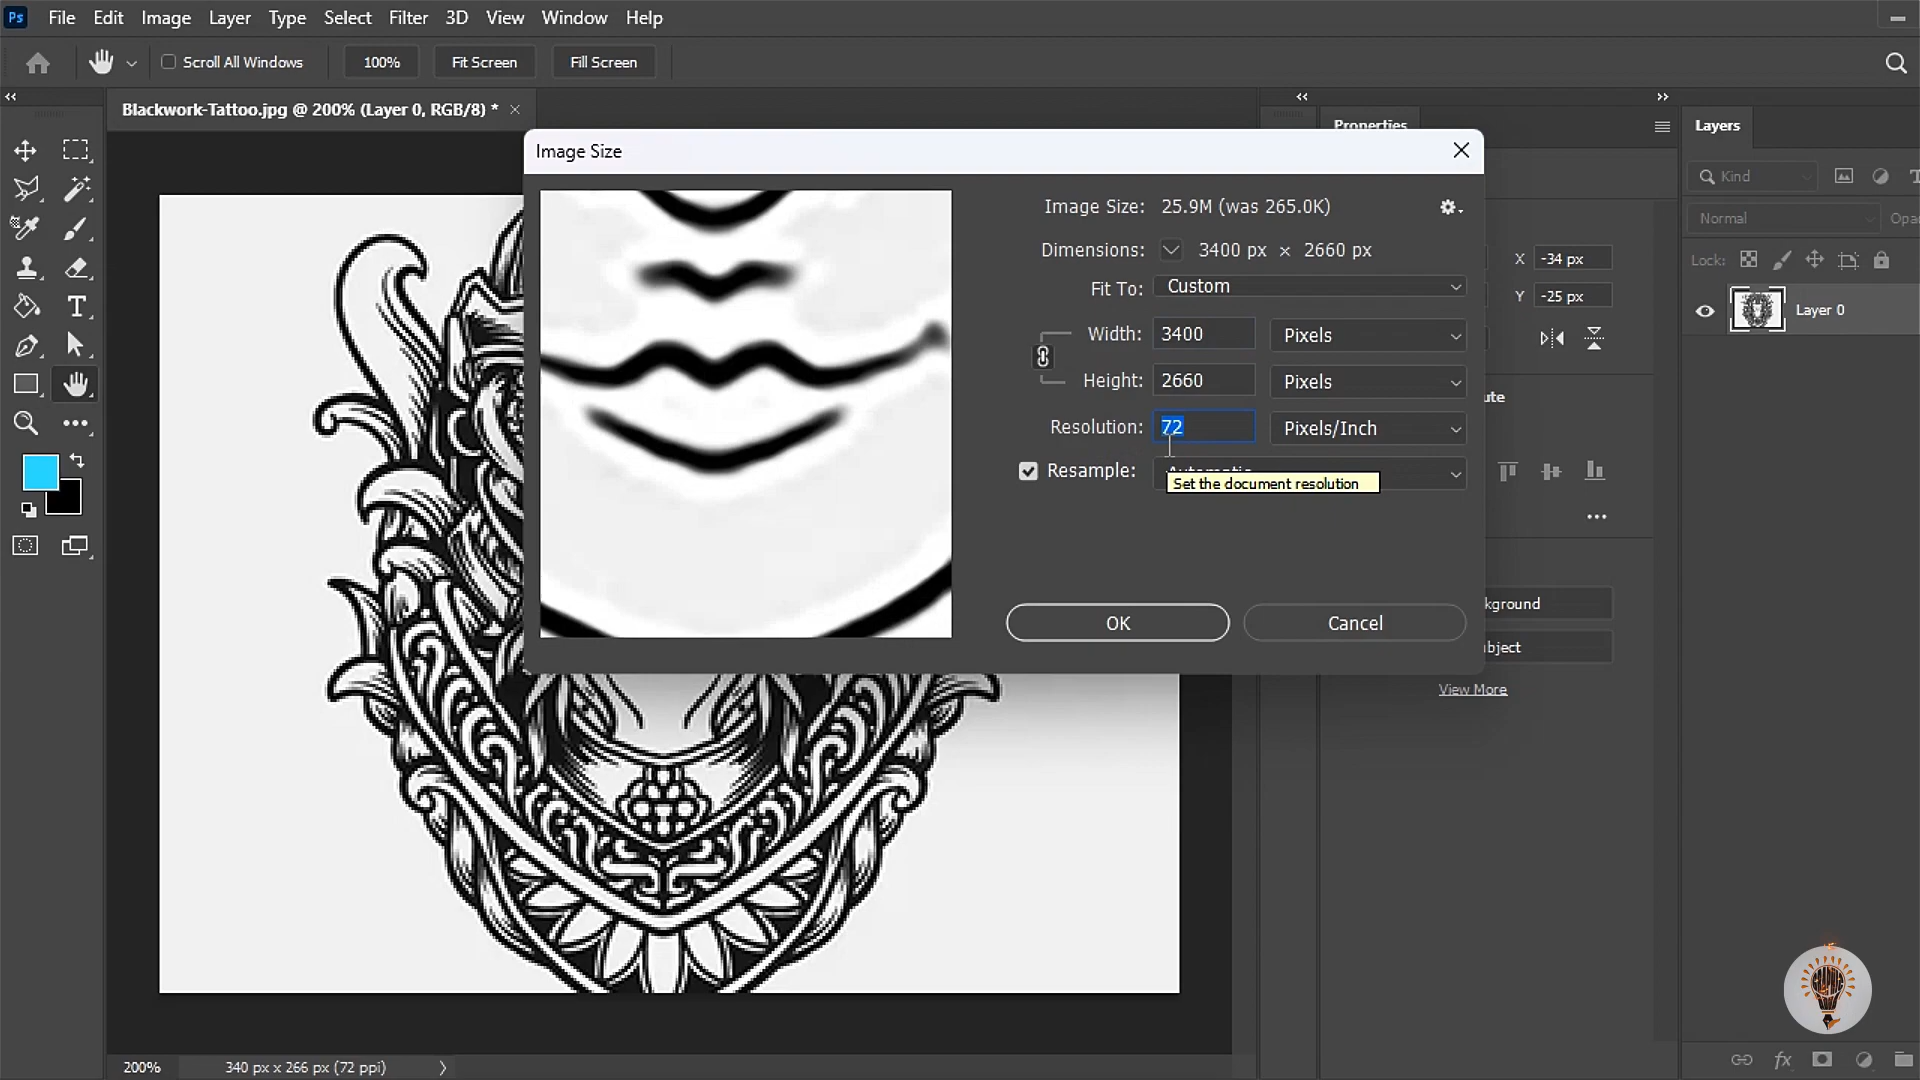 Ps File Edit Image Layer Type Select Filter 3D View Window Help
Scroll All Windows 100% Fit Screen Fill Screen
Blackwork-Tattoo.jpg @ 200% (Layer 0, RGB/8) *
Properties
Layers
Image Size
Kind
Normal
Lock:
Layer 0
X -34 px
Y -25 px
Image Size: 25.9M (was 265.0K)
Dimensions: 3400 px × 2660 px
Fit To: Custom
Width: 3400 Pixels
Height: 2660 Pixels
Resolution: 72 Pixels/Inch
Resample: Automatic
Set the document resolution
OK Cancel
View More
200% 340 px x 266 px (72 ppi)
fx